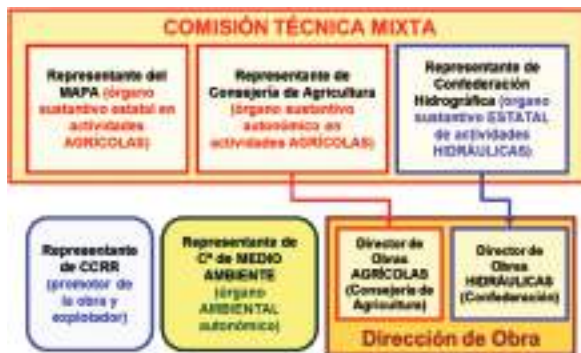 COMISIÓN TÉCNICA MIXTA
Representante del
MAPA (órgano
sustantivo estatal en
actividades
AGRÍCOLAS)
Representante de
Consejería de Agricultura
(órgano sustantivo
autonómico en
actividades AGRÍCOLAS)
Representante de
Confederación
Hidrográfica (órgano
sustantivo ESTATAL
de actividades
HIDRÁULICAS)
Representante
de CCRR
(promotor de
la obra y
explotador)
Representante de
Cª de MEDIO
AMBIENTE
(órgano
AMBIENTAL
autonómico)
Director de
Obras
AGRÍCOLAS
(Consejería de
Agricultura)
Director de
Obras
HIDRÁULICAS
(Confederación)
Dirección de Obra